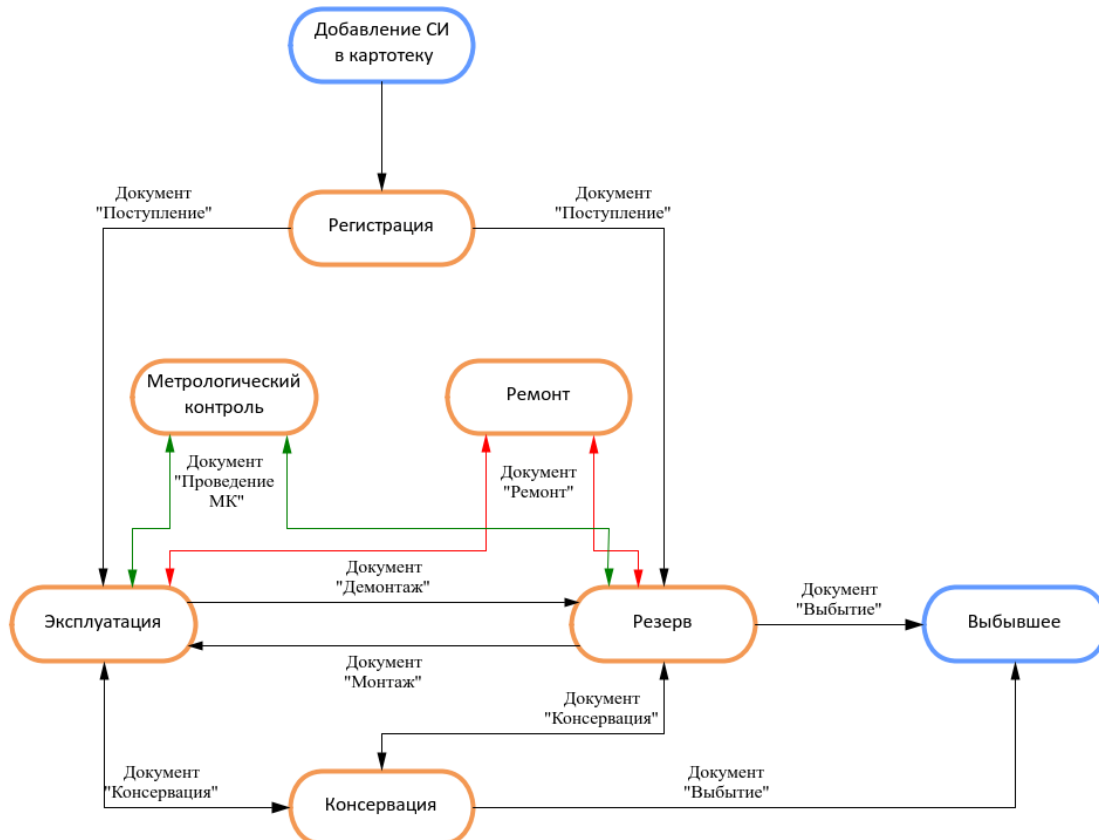 Добавление СИ
в картотеку
Документ
"Поступление"
Документ
"Поступление"
Регистрация
Метрологический
контроль
Ремонт
Документ
"Проведение
МК"
Документ
"Ремонт"
Документ
"Демонтаж"
Документ
"Выбытие"
Эксплуатация
Резерв
Выбывшее
Документ
"Монтаж"
Документ
"Консервация"
Документ
"Консервация"
Документ
"Выбытие"
Консервация